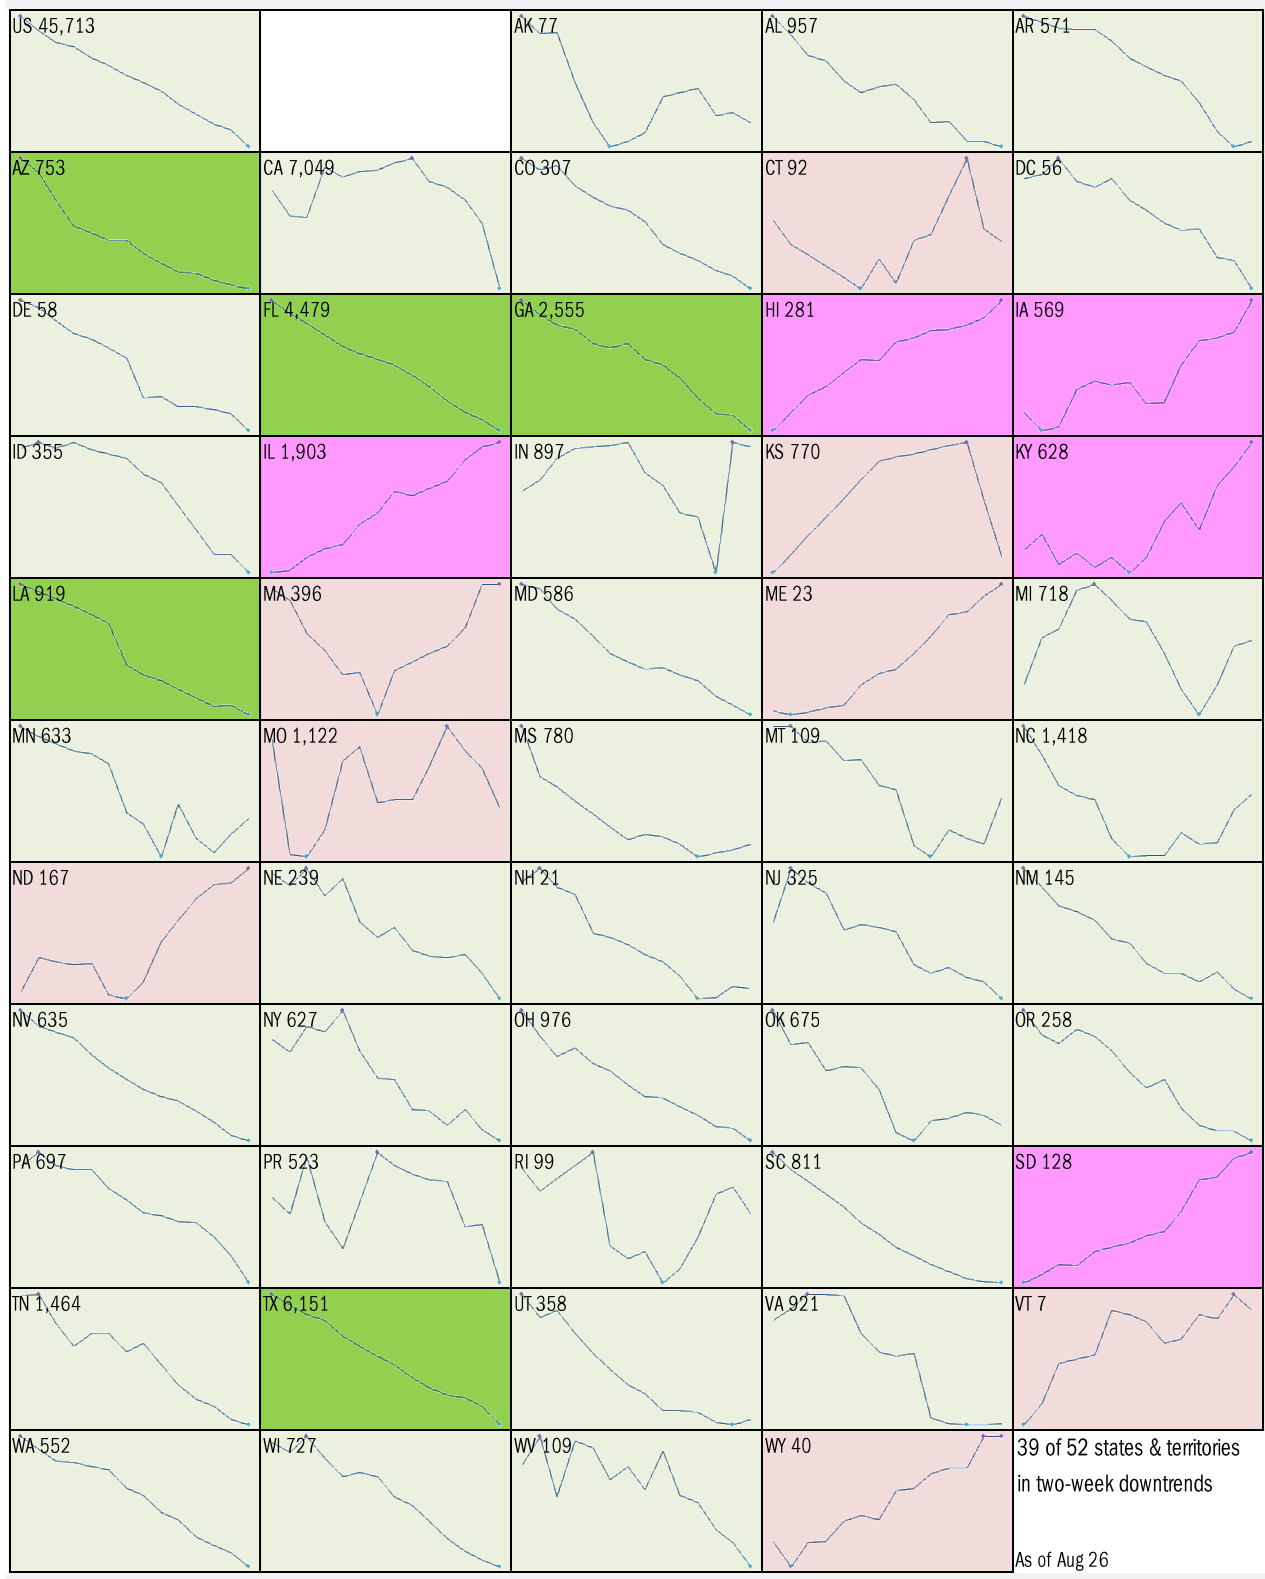 US 45,713
AK 77
AL 957
AR 571
AZ 753
CA 7,049
CO 307
CT 92
DC 56
DE 58
FL 4,479
GA 2,555
HI 281
IA 569
ID 355
IL 1,903
IN 897
KS 770
KY 628
LA 919
MA 396
MD 586
ME 23
MI 718
MN 633
MO 1,122
MS 780
MT 109
NC 1,418
ND 167
NE 239
NH 21
NJ 325
NM 145
NV 635
NY 627
OH 976
OK 675
OR 258
PA 697
PR 523
RI 99
SC 811
SD 128
TN 1,464
TX 6,151
UT 358
VA 921
VT 7
WA 552
WI 727
WV 109
WY 40
39 of 52 states & territories
in two-week downtrends
As of Aug 26